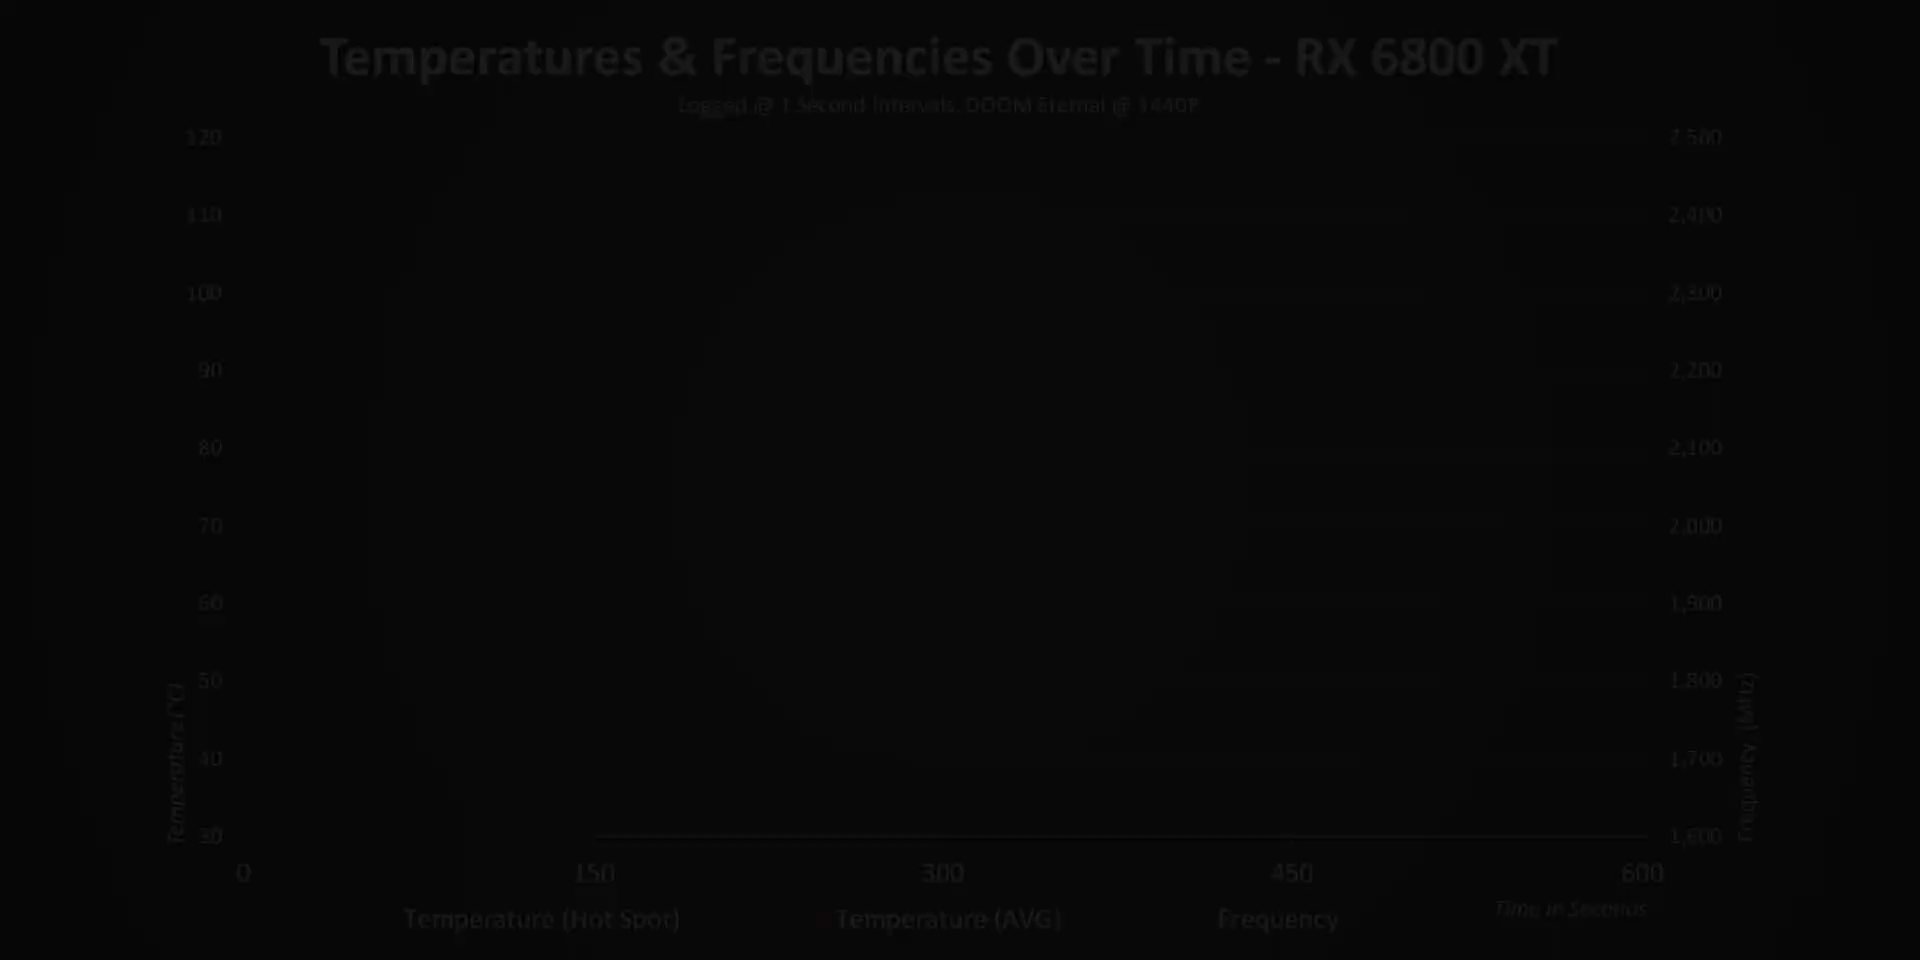 Temperatures & Frequencies Over Time - RX 6800 XT
Logged @ 1 Second Intervals. DOOM Eternal @ 1440P
120
110
100
90
80
70
60
50
40
30
Temperature (°C)
2,500
2,400
2,300
2,200
2,100
2,000
1,900
1,800
1,700
1,600
Frequency (MHz)
0 150 300 450 600
Time in Seconds
Temperature (Hot Spot) Temperature (AVG) Frequency